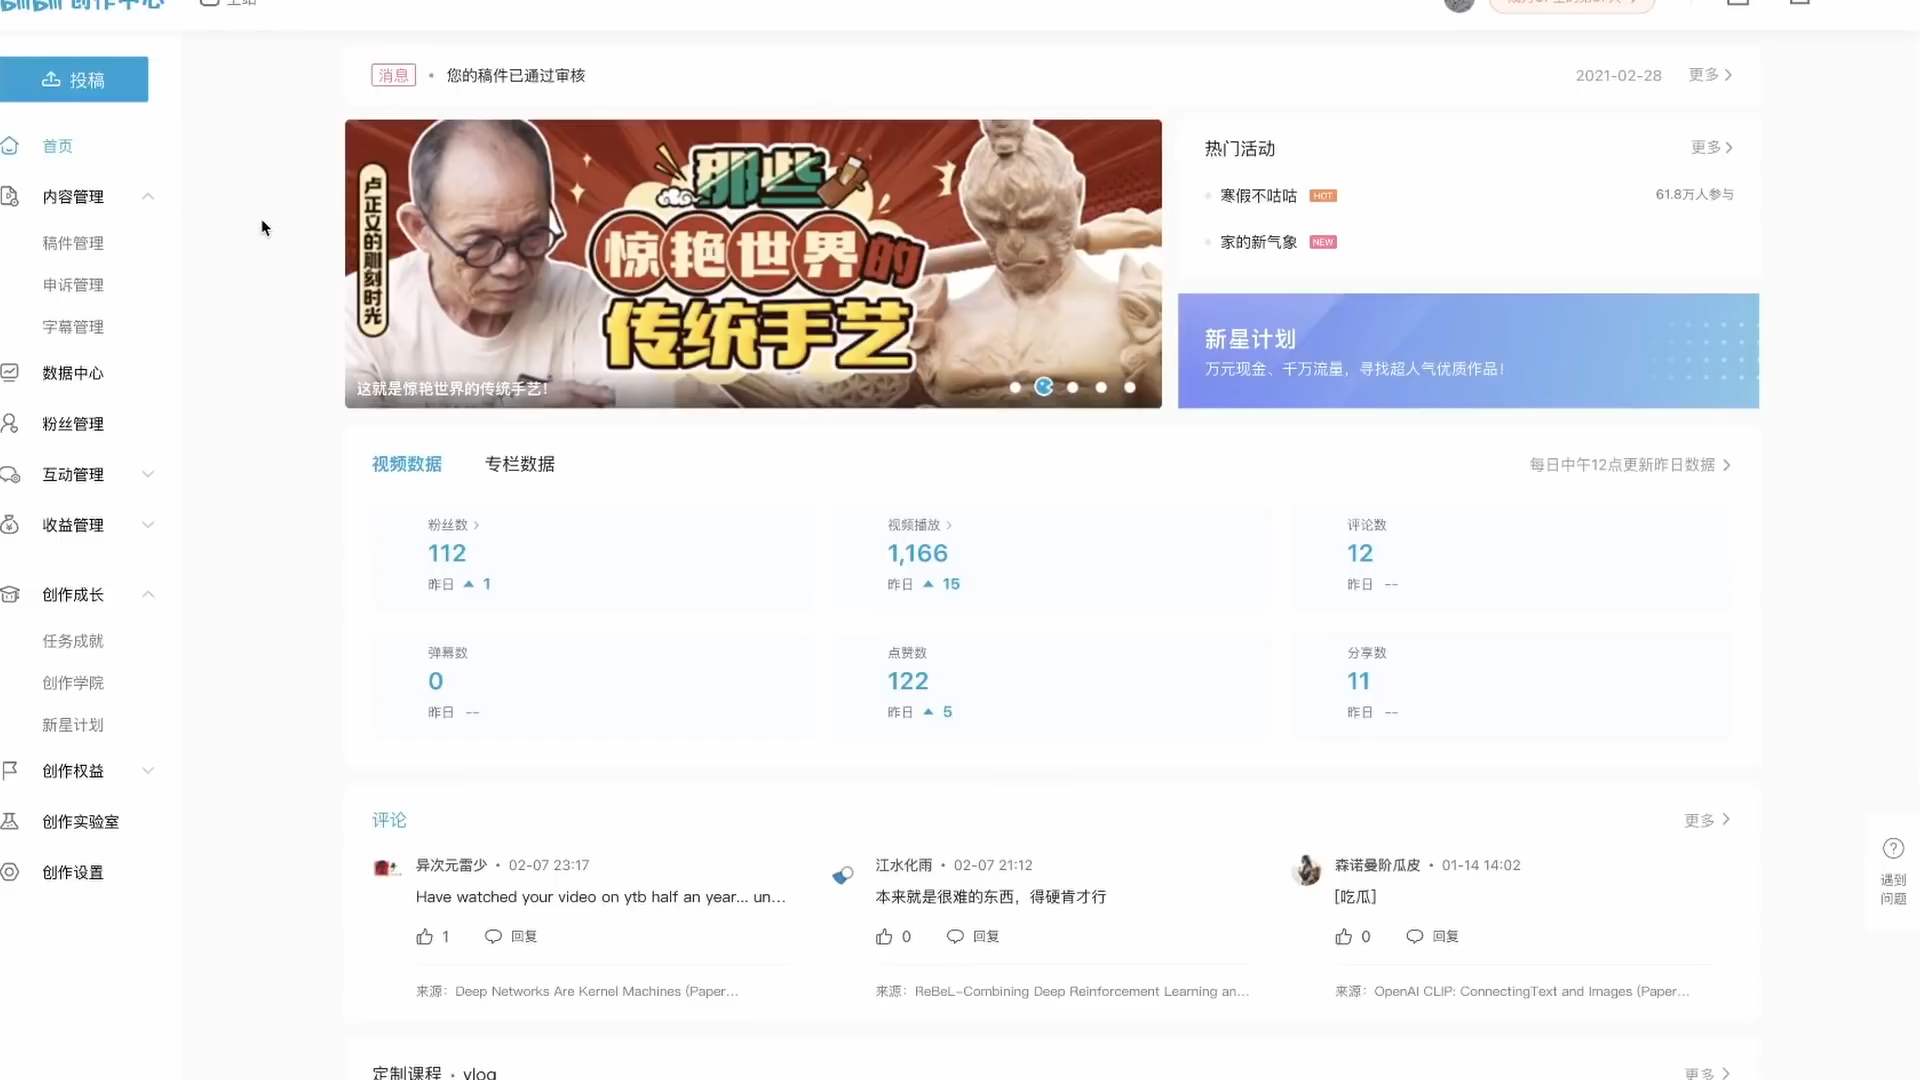 bilibili 创作中心
主站
投稿
首页
内容管理
稿件管理
申诉管理
字幕管理
数据中心
粉丝管理
互动管理
收益管理
创作成长
任务成就
创作学院
新星计划
创作权益
创作实验室
创作设置
消息 • 您的稿件已通过审核 2021-02-28 更多
卢正义的雕刻时光
那些
惊艳世界的
传统手艺
这就是惊艳世界的传统手艺!
热门活动 更多
寒假不咕咕 HOT 61.8万人参与
家的新气象 NEW
新星计划
万元现金、千万流量，寻找超人气优质作品！
视频数据 专栏数据 每日中午12点更新昨日数据
粉丝数 视频播放 评论数
112 1,166 12
昨日 1 昨日 15 昨日 --
弹幕数 点赞数 分享数
0 122 11
昨日 -- 昨日 5 昨日 --
评论 更多
异次元雷少 • 02-07 23:17
Have watched your video on ytb half an year... un...
1 回复
来源：Deep Networks Are Kernel Machines (Paper...
江水化雨 • 02-07 21:12
本来就是很难的东西，得硬肯才行
0 回复
来源：ReBeL-Combining Deep Reinforcement Learning an...
森诺曼阶瓜皮 • 01-14 14:02
[吃瓜]
0 回复
来源：OpenAI CLIP: ConnectingText and Images (Paper...
遇到
问题
定制课程 · vlog 更多